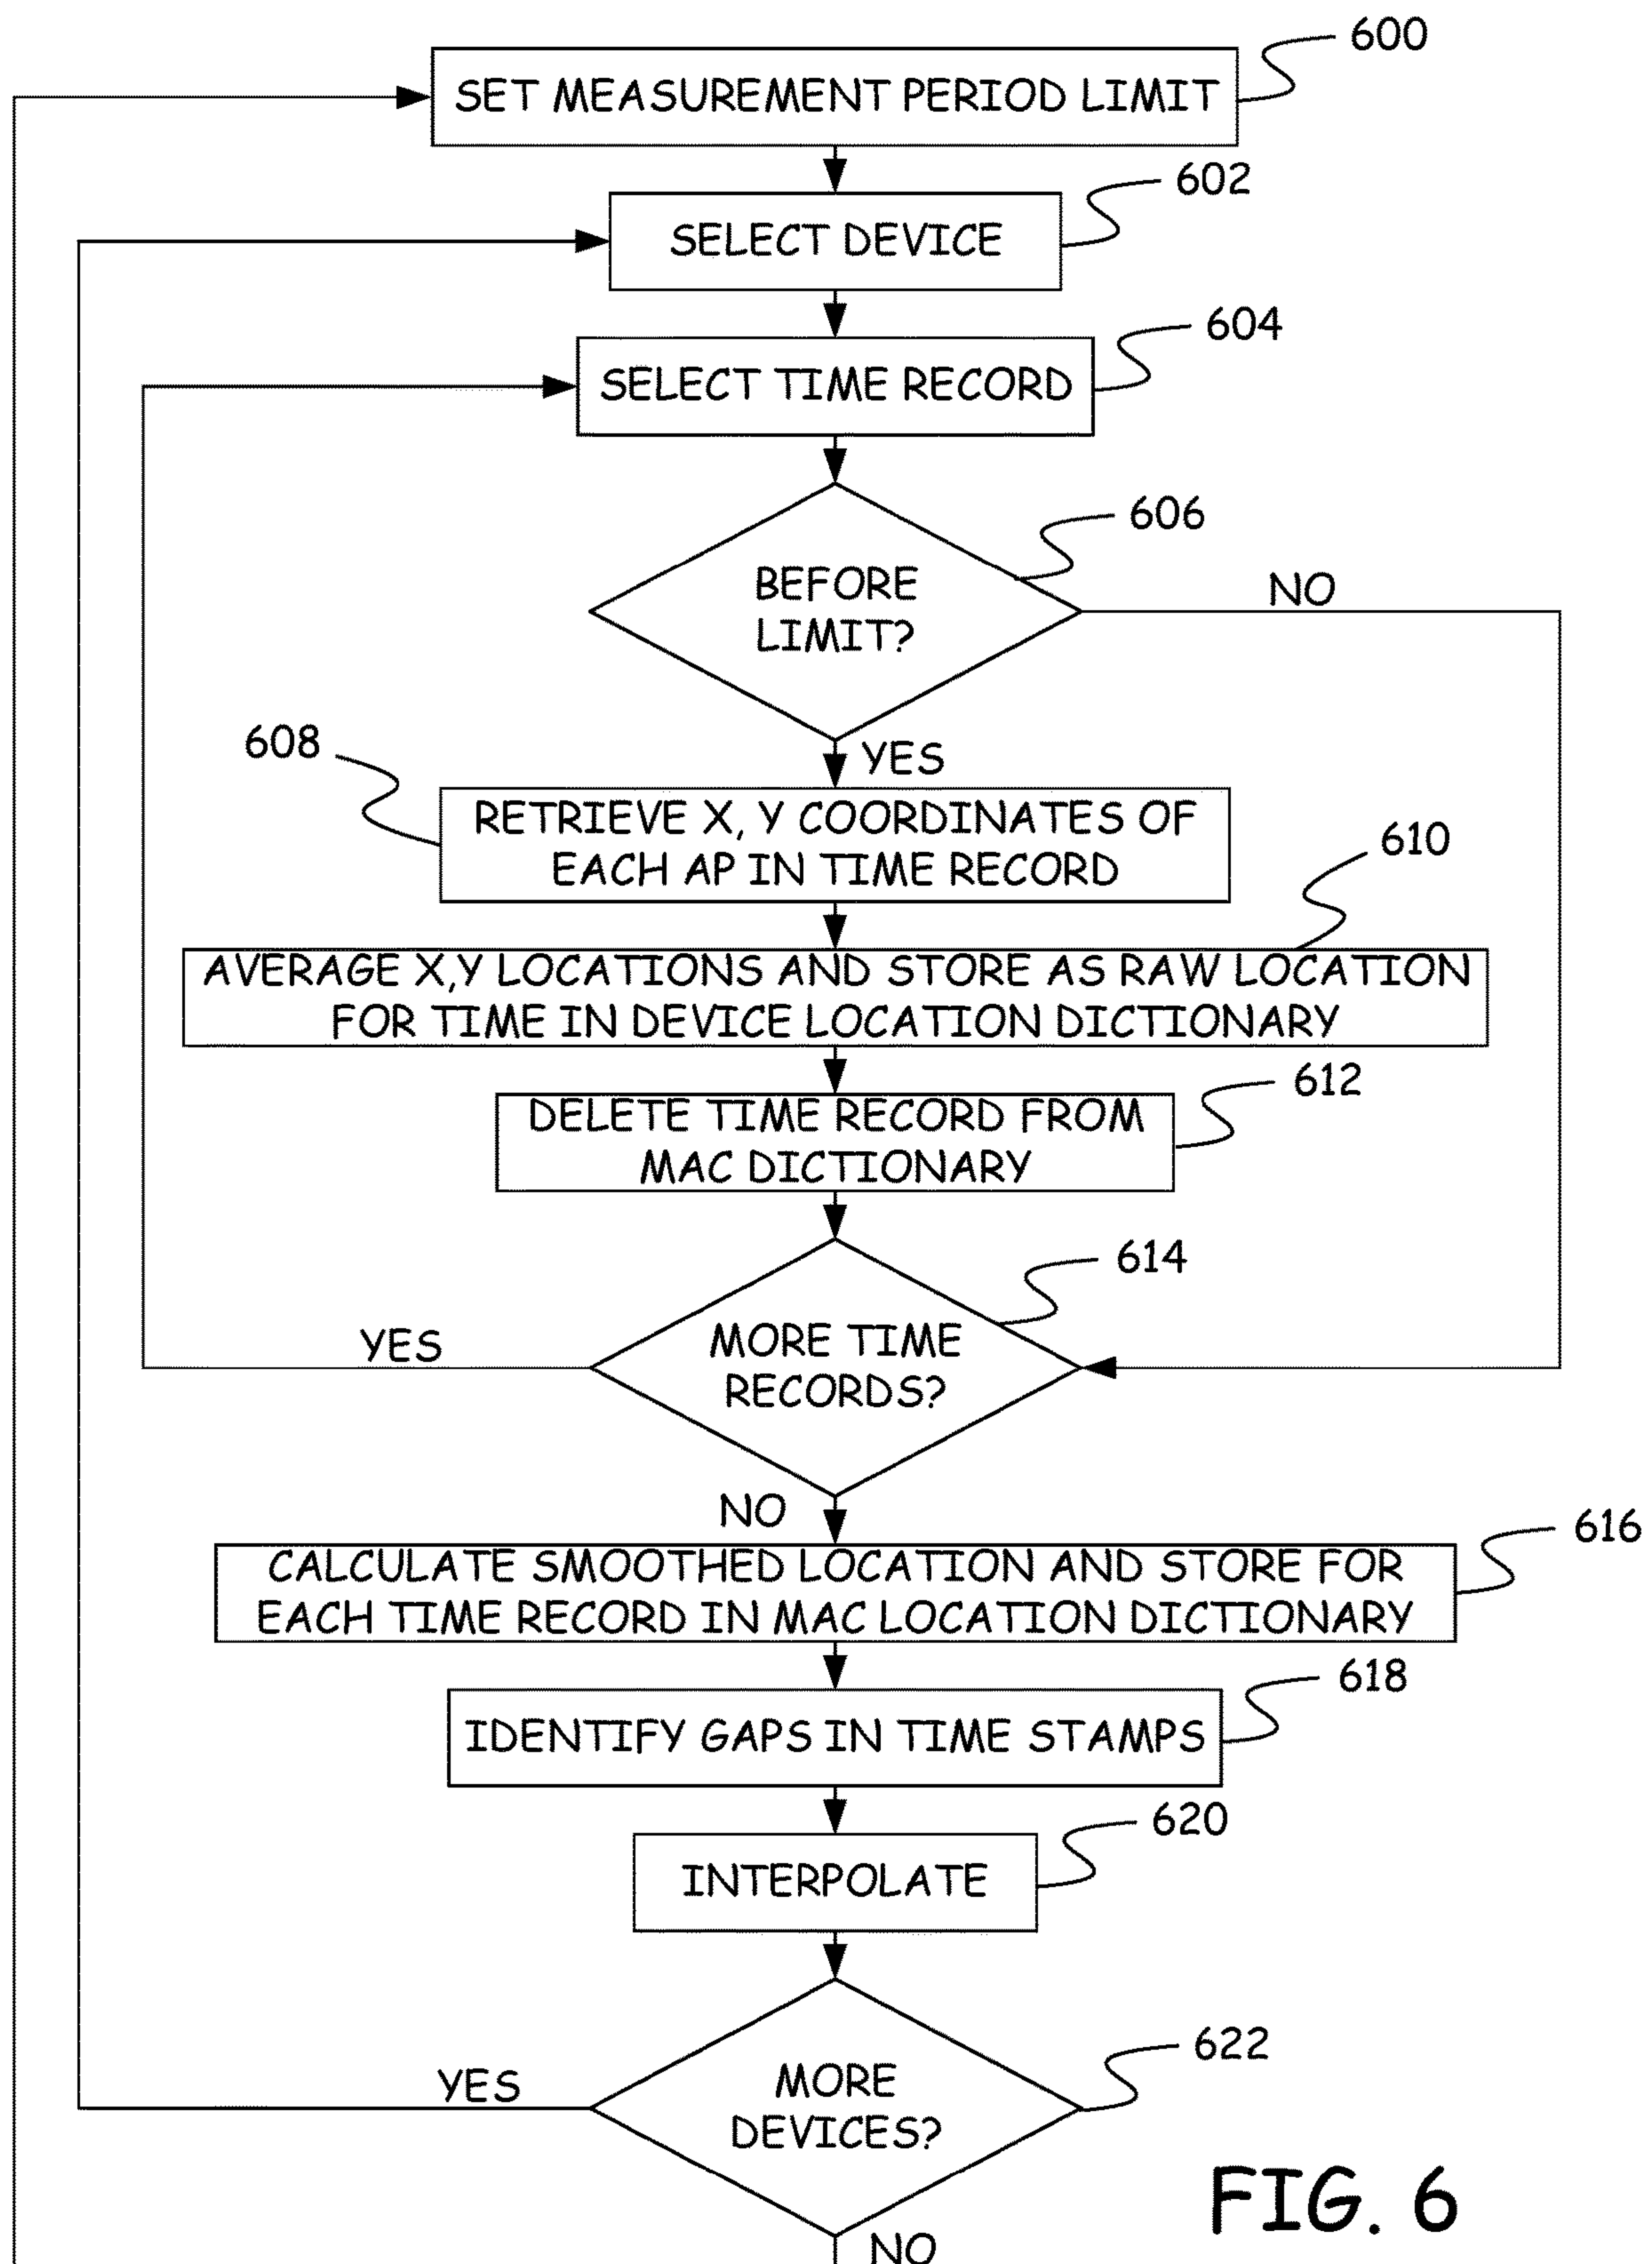 600
SET MEASUREMENT PERIOD LIMIT
602
SELECT DEVICE
604
SELECT TIME RECORD
606
BEFORE
LIMIT?
NO
YES
608
RETRIEVE X, Y COORDINATES OF
EACH AP IN TIME RECORD
610
AVERAGE X,Y LOCATIONS AND STORE AS RAW LOCATION
FOR TIME IN DEVICE LOCATION DICTIONARY
612
DELETE TIME RECORD FROM
MAC DICTIONARY
614
MORE TIME
RECORDS?
YES
NO
616
CALCULATE SMOOTHED LOCATION AND STORE FOR
EACH TIME RECORD IN MAC LOCATION DICTIONARY
618
IDENTIFY GAPS IN TIME STAMPS
620
INTERPOLATE
622
MORE
DEVICES?
YES
NO
FIG. 6